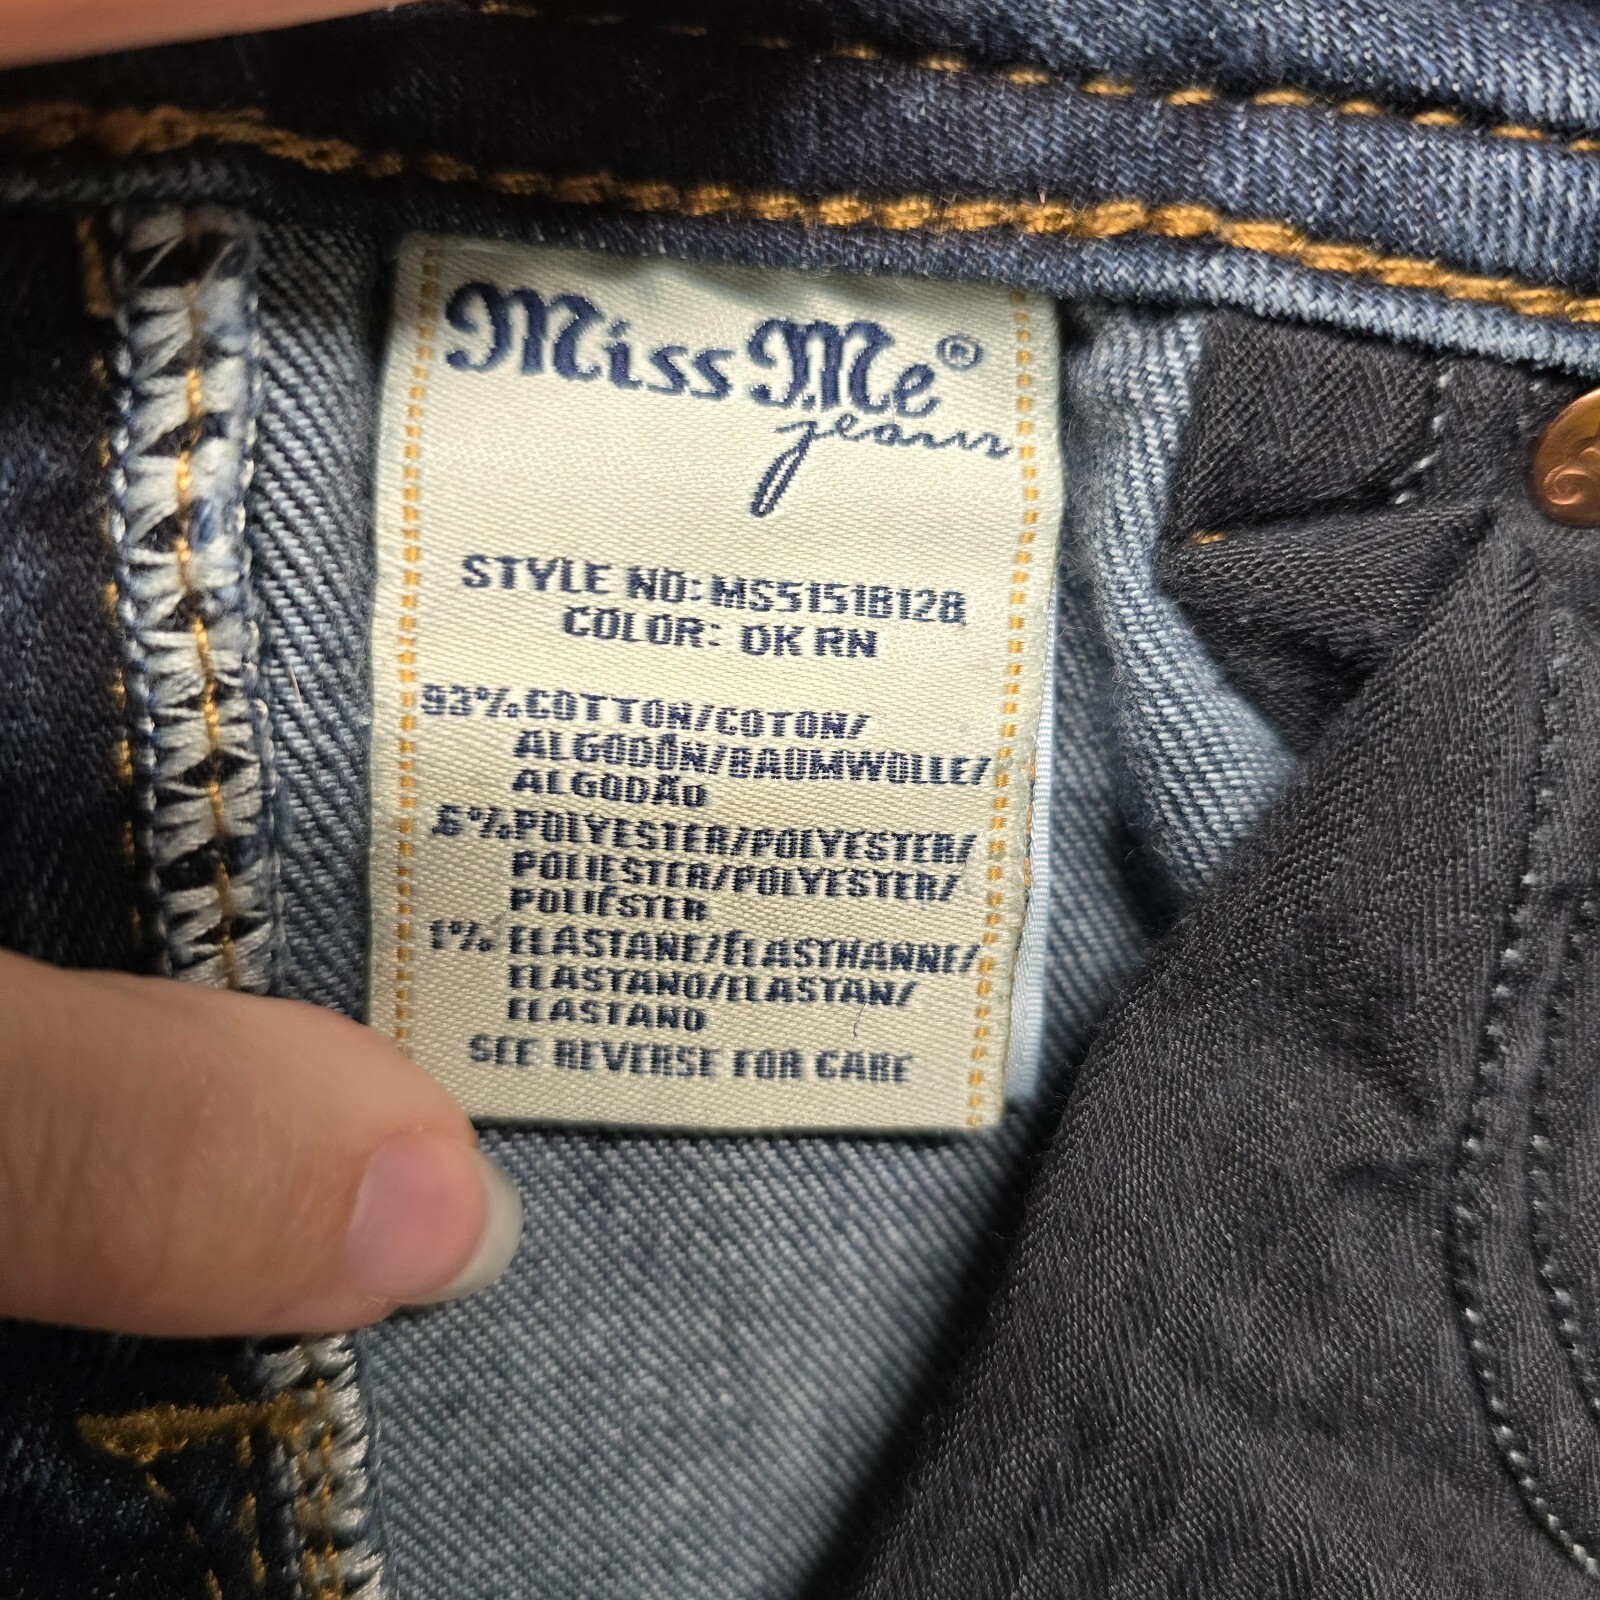 Miss Me®
jeans
STYLE NO: MS5151B128
COLOR: DK RN
93% COTTON/COTON/
ALGODÓN/BAUMWOLLE/
ALGODÃO
6% POLYESTER/POLYESTER/
POLIESTER/POLYESTER/
POLIÉSTER
1% ELASTANE/ÉLASTHANNE/
ELASTANO/ELASTAN/
ELASTANO
SEE REVERSE FOR CARE